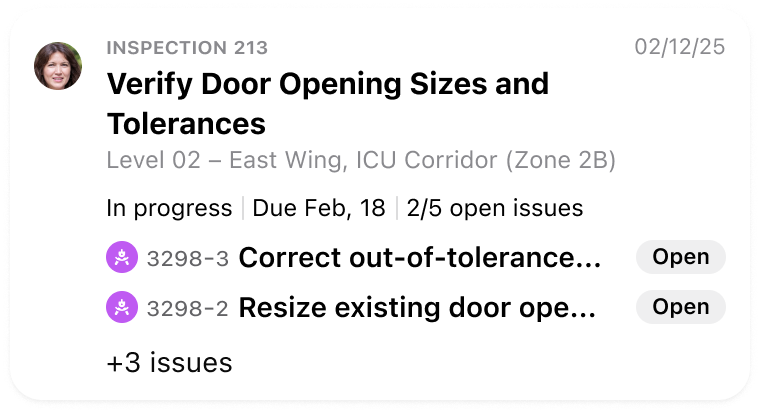 INSPECTION 213
02/12/25
Verify Door Opening Sizes and
Tolerances
Level 02 – East Wing, ICU Corridor (Zone 2B)
In progress | Due Feb, 18 | 2/5 open issues
3298-3 Correct out-of-tolerance... Open
3298-2 Resize existing door ope... Open
+3 issues